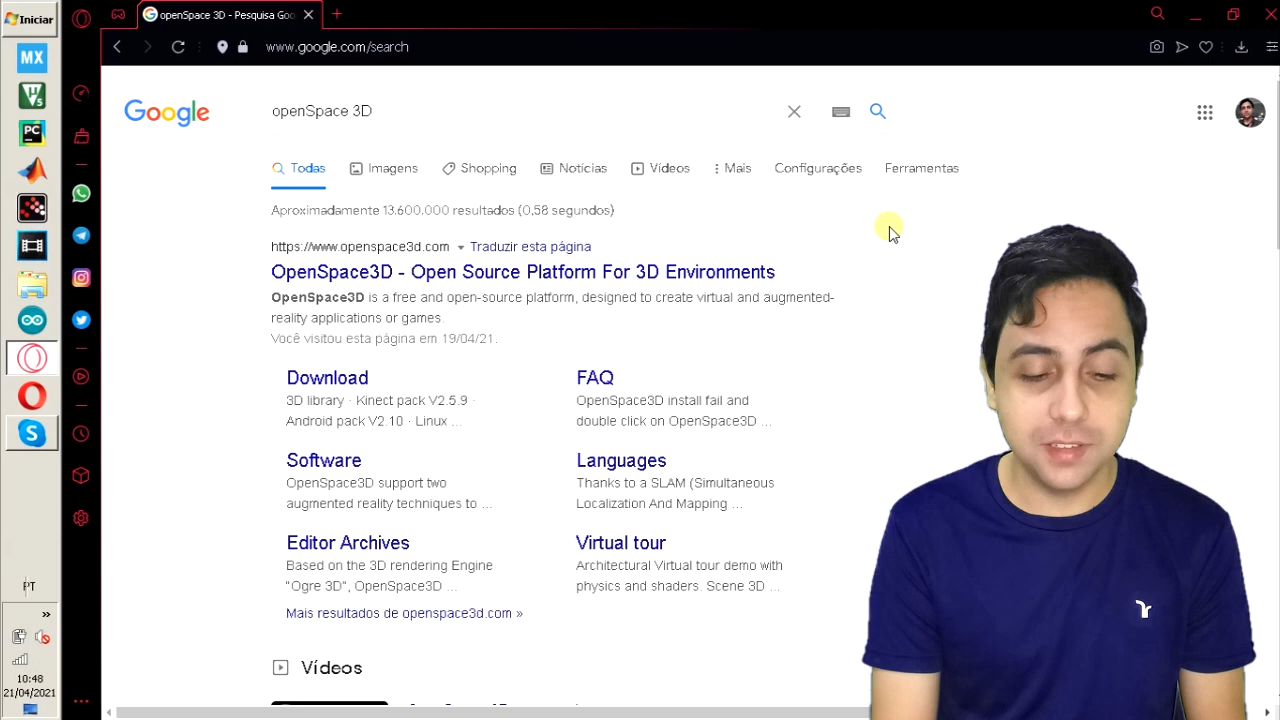 Iniciar
openSpace 3D - Pesquisa Goo
www.google.com/search
MX
V5
PC
Google
openSpace 3D
Todas
Imagens
Shopping
Notícias
Vídeos
Mais
Configurações
Ferramentas
Aproximadamente 13.600.000 resultados (0,58 segundos)
https://www.openspace3d.com
Traduzir esta página
OpenSpace3D - Open Source Platform For 3D Environments
OpenSpace3D is a free and open-source platform, designed to create virtual and augmented-
reality applications or games.
Você visitou esta página em 19/04/21.
Download
3D library · Kinect pack V2.5.9 ·
Android pack V2.10 · Linux ...
FAQ
OpenSpace3D install fail and
double click on OpenSpace3D ...
Software
OpenSpace3D support two
augmented reality techniques to ...
Languages
Thanks to a SLAM (Simultaneous
Localization And Mapping ...
Editor Archives
Based on the 3D rendering Engine
"Ogre 3D", OpenSpace3D ...
Virtual tour
Architectural Virtual tour demo with
physics and shaders. Scene 3D ...
Mais resultados de openspace3d.com »
Vídeos
PT
»
10:48
21/04/2021